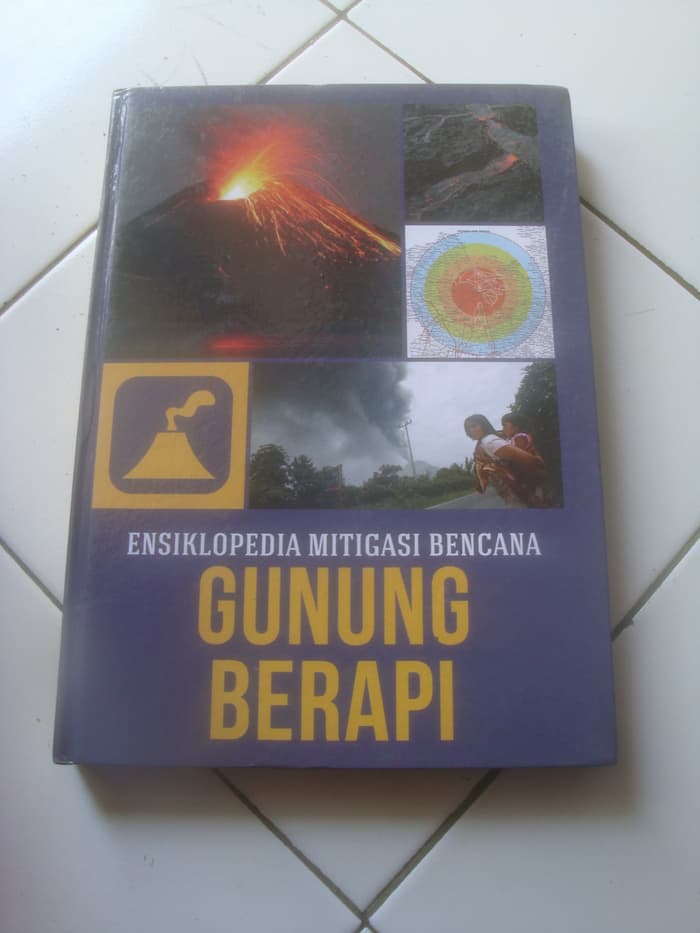 ENSIKLOPEDIA MITIGASI BENCANA
GUNUNG
BERAPI